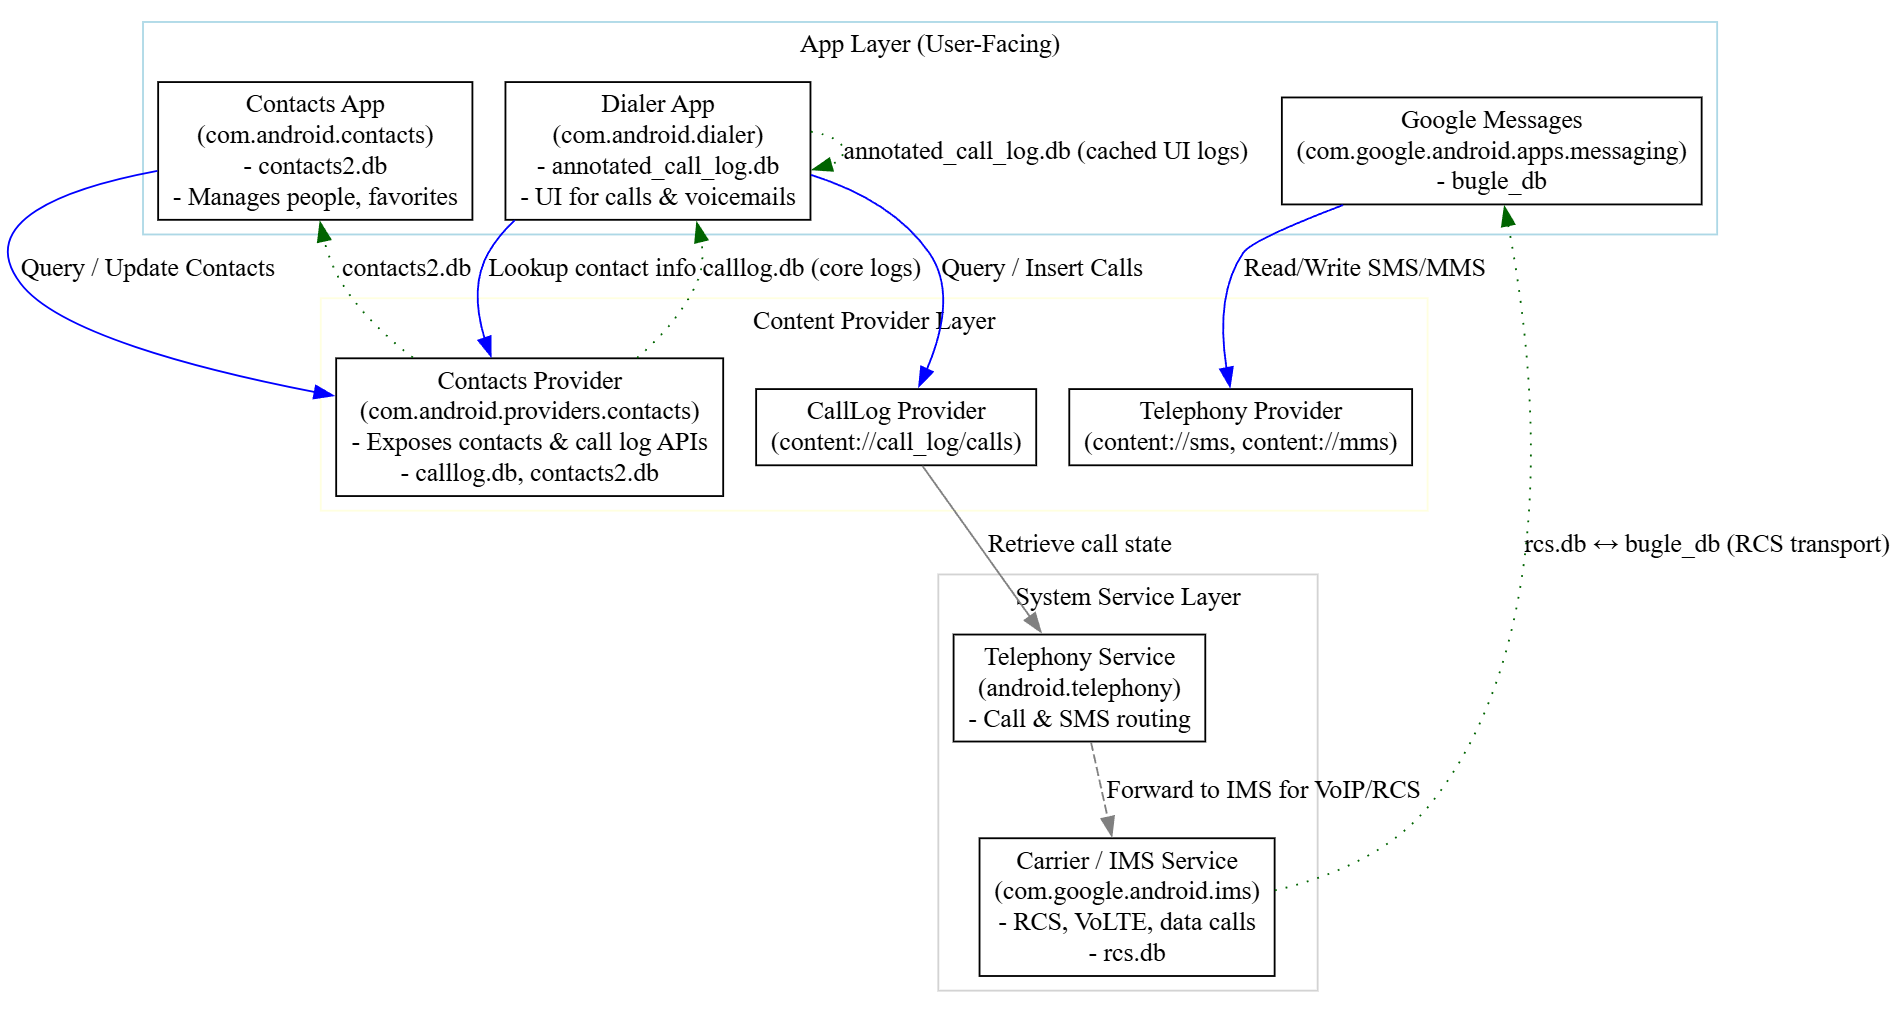 App Layer (User-Facing)
Contacts App
(com.android.contacts)
- contacts2.db
- Manages people, favorites
Dialer App
(com.android.dialer)
- annotated_call_log.db
- UI for calls & voicemails
annotated_call_log.db (cached UI logs)
Google Messages
(com.google.android.apps.messaging)
- bugle_db
Query / Update Contacts
contacts2.db
Lookup contact info
calllog.db (core logs)
Query / Insert Calls
Read/Write SMS/MMS
Content Provider Layer
Contacts Provider
(com.android.providers.contacts)
- Exposes contacts & call log APIs
- calllog.db, contacts2.db
CallLog Provider
(content://call_log/calls)
Telephony Provider
(content://sms, content://mms)
Retrieve call state
rcs.db ↔ bugle_db (RCS transport)
System Service Layer
Telephony Service
(android.telephony)
- Call & SMS routing
Forward to IMS for VoIP/RCS
Carrier / IMS Service
(com.google.android.ims)
- RCS, VoLTE, data calls
- rcs.db